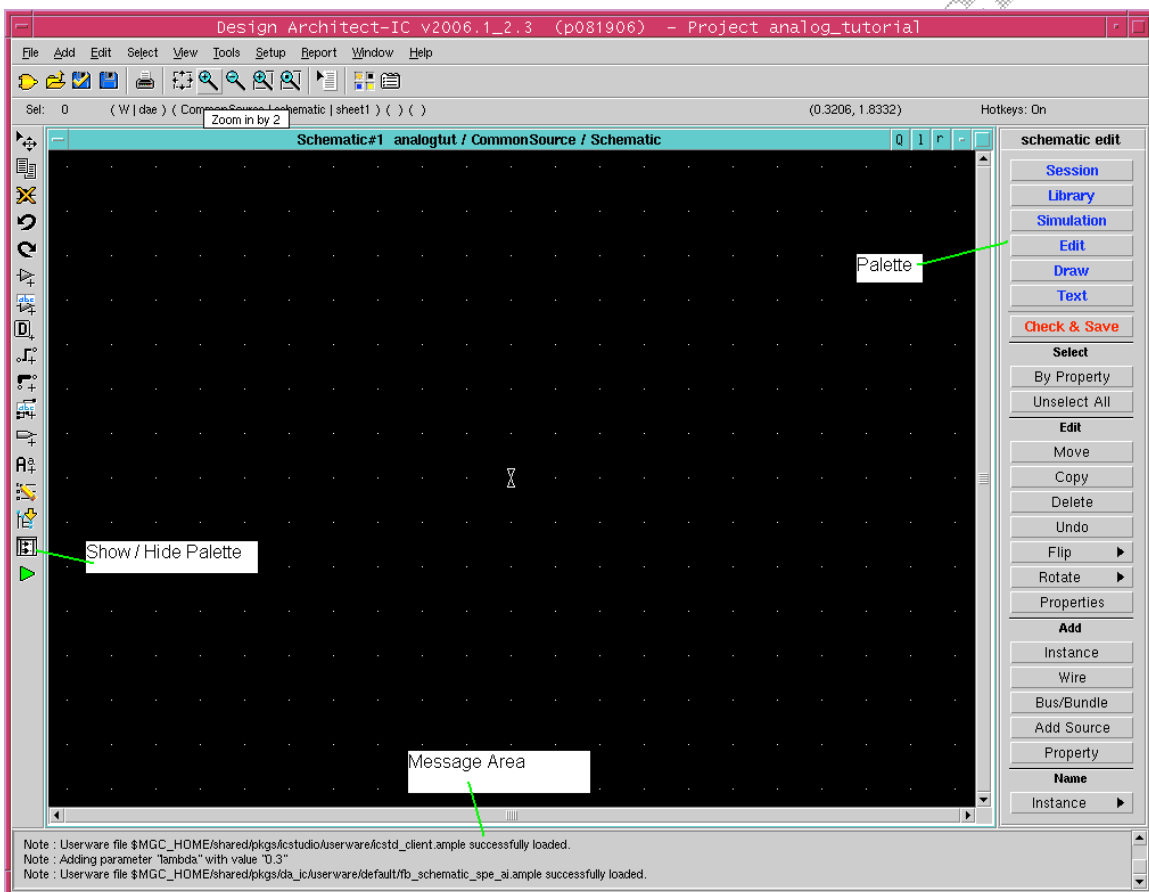 Design Architect-IC v2006.1_2.3 (p081906) – Project analog_tutorial
File Add Edit Select View Tools Setup Report Window Help
Sel: 0 ( W | dae ) ( CommonSource | schematic | sheet1 ) ( ) ( ) (0.3206, 1.8332) Hotkeys: On
Zoom in by 2
Schematic#1 analogtut / CommonSource / Schematic Q l r
schematic edit
Session
Library
Simulation
Edit
Draw
Text
Check & Save
Select
By Property
Unselect All
Edit
Move
Copy
Delete
Undo
Flip
Rotate
Properties
Add
Instance
Wire
Bus/Bundle
Add Source
Property
Name
Instance
Palette
Show / Hide Palette
Message Area
Note : Userware file $MGC_HOME/shared/pkgs/icstudio/userware/icstd_client.ample successfully loaded.
Note : Adding parameter "lambda" with value "0.3"
Note : Userware file $MGC_HOME/shared/pkgs/da_ic/userware/default/fb_schematic_spe_ai.ample successfully loaded.